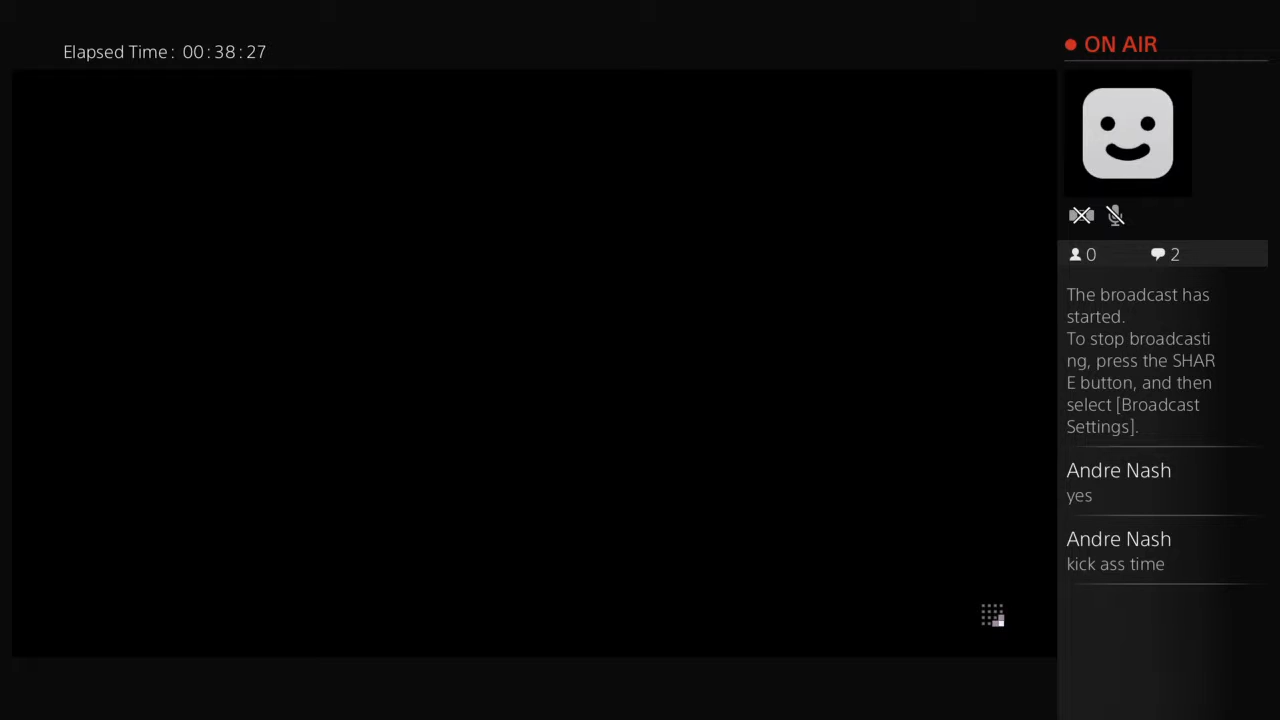 Elapsed Time: 00:38:27
ON AIR
0 2
The broadcast has
started.
To stop broadcasti
ng, press the SHAR
E button, and then
select [Broadcast
Settings].
Andre Nash
yes
Andre Nash
kick ass time